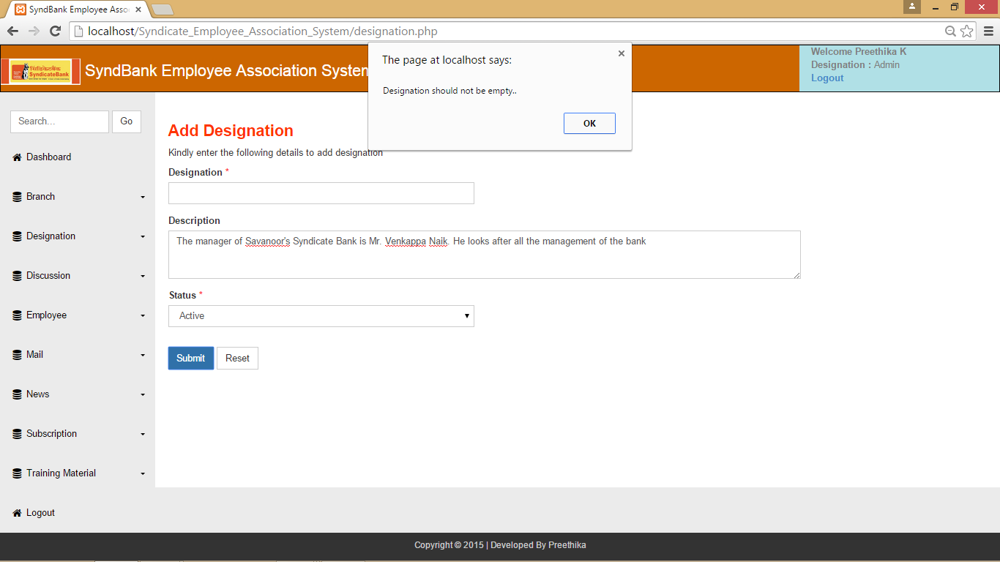 SyndBank Employee Asso
localhost/Syndicate_Employee_Association_System/designation.php
सिंडिकेटबैंक
SyndicateBank
SyndBank Employee Association System
The page at localhost says:
Designation should not be empty..
OK
Welcome Preethika K
Designation : Admin
Logout
Search...
Go
Dashboard
Branch
Designation
Discussion
Employee
Mail
News
Subscription
Training Material
Logout
Add Designation
Kindly enter the following details to add designation
Designation *
Description
The manager of Savanoor's Syndicate Bank is Mr. Venkappa Naik. He looks after all the management of the bank
Status *
Active
Submit
Reset
Copyright © 2015 | Developed By Preethika